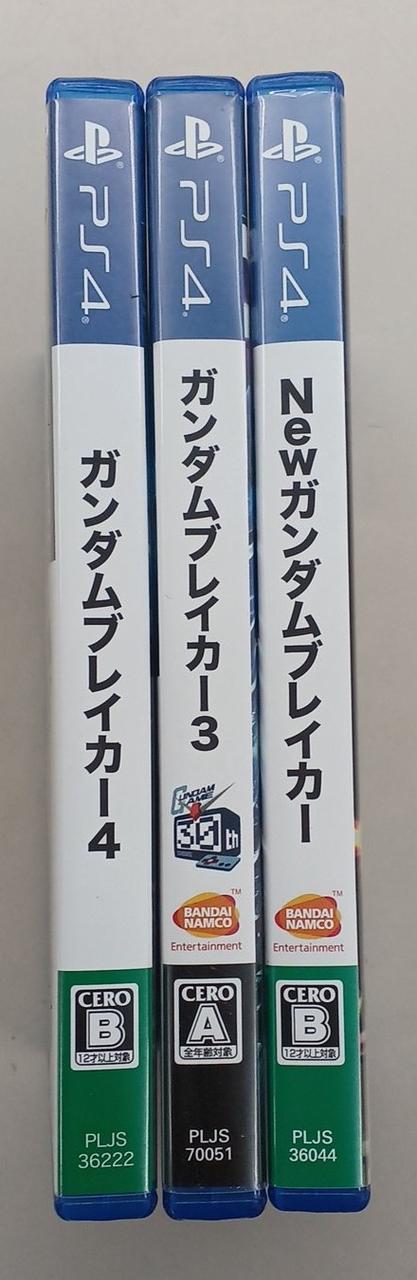 PS4
ガンダムブレイカー4
CERO
B
12才以上対象
PLJS
36222
PS4
ガンダムブレイカー3
GUNDAM
GAME
30th
BANDAI
NAMCO
Entertainment
CERO
A
全年齢対象
PLJS
70051
PS4
Newガンダムブレイカー
BANDAI
NAMCO
Entertainment
CERO
B
12才以上対象
PLJS
36044